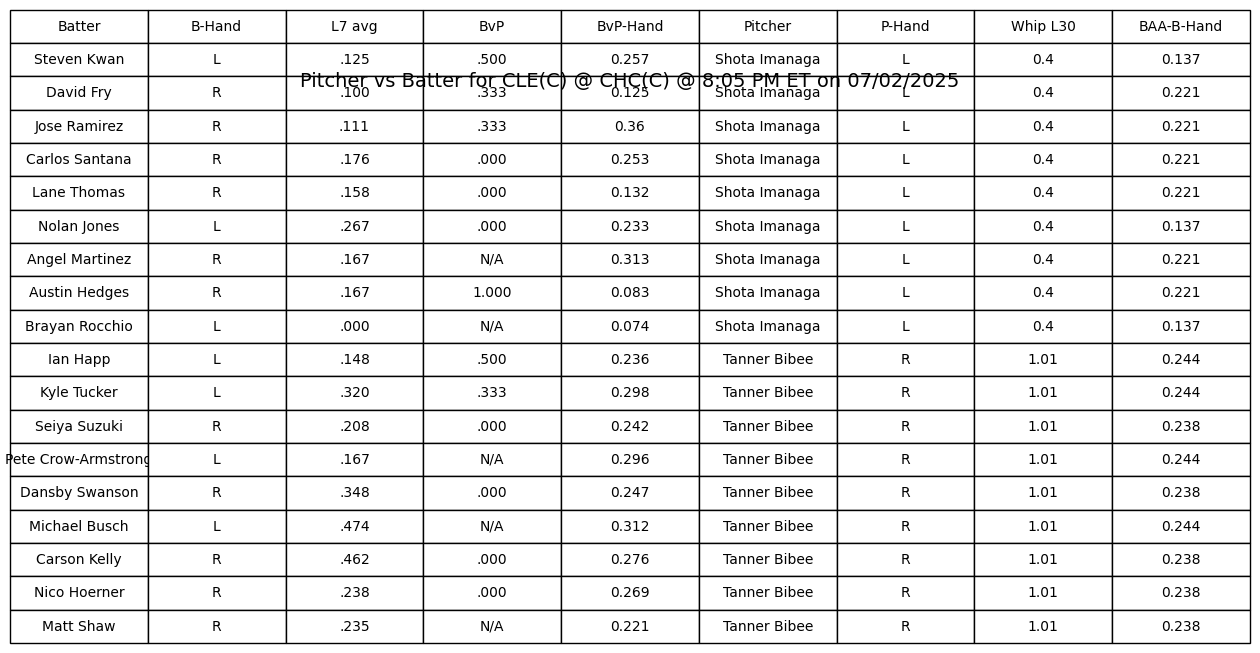 Batter B-Hand L7 avg BvP BvP-Hand Pitcher P-Hand Whip L30 BAA-B-Hand
Steven Kwan L .125 .500 0.257 Shota Imanaga L 0.4 0.137
Pitcher vs Batter for CLE(C) @ CHC(C) @ 8:05 PM ET on 07/02/2025
David Fry R .100 .333 0.125 Shota Imanaga L 0.4 0.221
Jose Ramirez R .111 .333 0.36 Shota Imanaga L 0.4 0.221
Carlos Santana R .176 .000 0.253 Shota Imanaga L 0.4 0.221
Lane Thomas R .158 .000 0.132 Shota Imanaga L 0.4 0.221
Nolan Jones L .267 .000 0.233 Shota Imanaga L 0.4 0.137
Angel Martinez R .167 N/A 0.313 Shota Imanaga L 0.4 0.221
Austin Hedges R .167 1.000 0.083 Shota Imanaga L 0.4 0.221
Brayan Rocchio L .000 N/A 0.074 Shota Imanaga L 0.4 0.137
Ian Happ L .148 .500 0.236 Tanner Bibee R 1.01 0.244
Kyle Tucker L .320 .333 0.298 Tanner Bibee R 1.01 0.244
Seiya Suzuki R .208 .000 0.242 Tanner Bibee R 1.01 0.238
Pete Crow-Armstrong L .167 N/A 0.296 Tanner Bibee R 1.01 0.244
Dansby Swanson R .348 .000 0.247 Tanner Bibee R 1.01 0.238
Michael Busch L .474 N/A 0.312 Tanner Bibee R 1.01 0.244
Carson Kelly R .462 .000 0.276 Tanner Bibee R 1.01 0.238
Nico Hoerner R .238 .000 0.269 Tanner Bibee R 1.01 0.238
Matt Shaw R .235 N/A 0.221 Tanner Bibee R 1.01 0.238